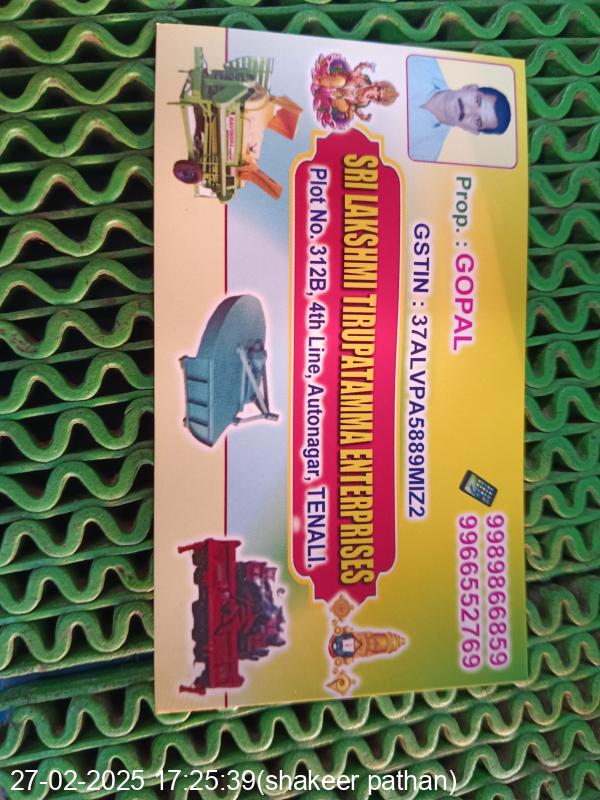 Prop. : GOPAL
9989866859
9966552769
GSTIN : 37ALVPA5889MIZ2
SRI LAKSHMI TIRUPATAMMA ENTERPRISES
Plot No. 312B, 4th Line, Autonagar, TENALI.
27-02-2025 17:25:39(shakeer pathan)